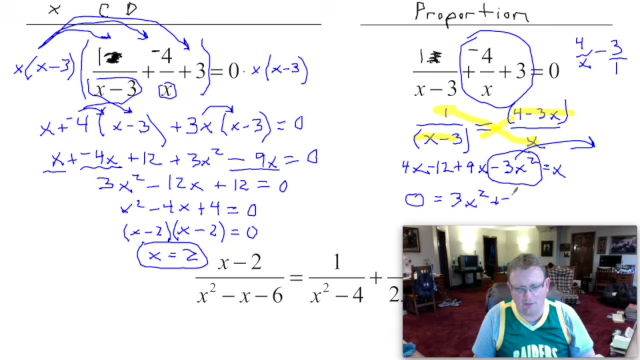 x C D
x(x-3) ( 1/(x-3) + -4/x + 3 ) = 0 · x(x-3)
x + -4(x-3) + 3x(x-3) = 0
x + -4x + 12 + 3x² - 9x = 0
3x² - 12x + 12 = 0
x² - 4x + 4 = 0
(x-2)(x-2) = 0
x = 2
Proportion
1/(x-3) + -4/x + 3 = 0
4/x - 3/1
1/(x-3) = (4-3x)/x
4x - 12 + 9x - 3x² = x
0 = 3x² + -
(x-2)/(x²-x-6) = 1/(x²-4) + /2
ERS